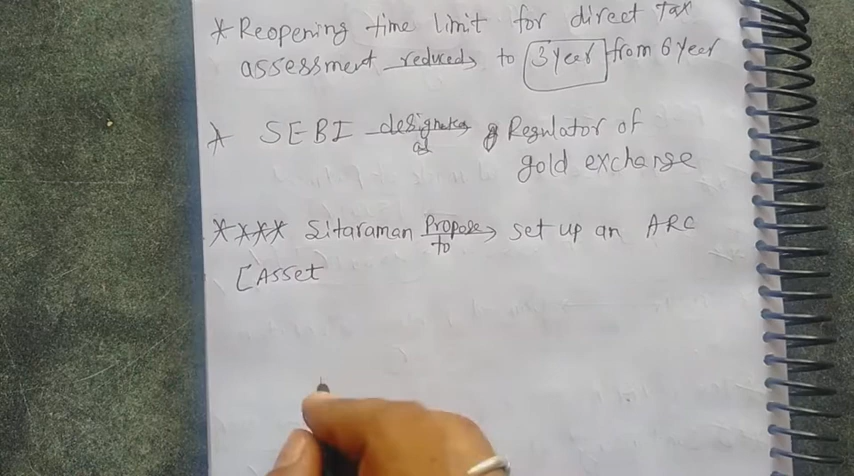 * Reopening time limit for direct tax
assessment reduced to 3 year from 6 year
* SEBI designates as Regulator of
gold exchange
**** Sitaraman Propose to set up an ARC
[Asset